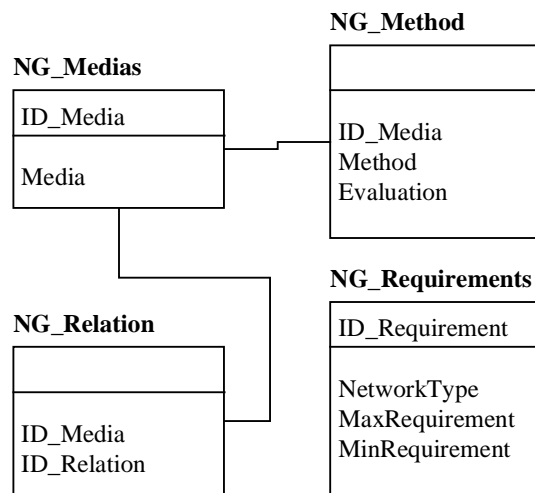 NG_Medias
ID_Media
Media
NG_Method
ID_Media
Method
Evaluation
NG_Relation
ID_Media
ID_Relation
NG_Requirements
ID_Requirement
NetworkType
MaxRequirement
MinRequirement